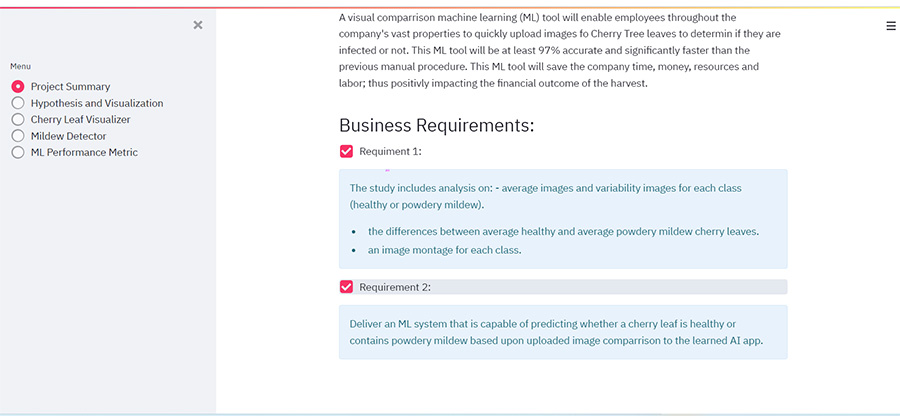 Menu
Project Summary
Hypothesis and Visualization
Cherry Leaf Visualizer
Mildew Detector
ML Performance Metric
A visual comparrison machine learning (ML) tool will enable employees throughout the
company's vast properties to quickly upload images fo Cherry Tree leaves to determin if they are
infected or not. This ML tool will be at least 97% accurate and significantly faster than the
previous manual procedure. This ML tool will save the company time, money, resources and
labor; thus positivly impacting the financial outcome of the harvest.
Business Requirements:
Requiment 1:
The study includes analysis on: - average images and variability images for each class
(healthy or powdery mildew).
• the differences between average healthy and average powdery mildew cherry leaves.
• an image montage for each class.
Requirement 2:
Deliver an ML system that is capable of predicting whether a cherry leaf is healthy or
contains powdery mildew based upon uploaded image comparrison to the learned AI app.